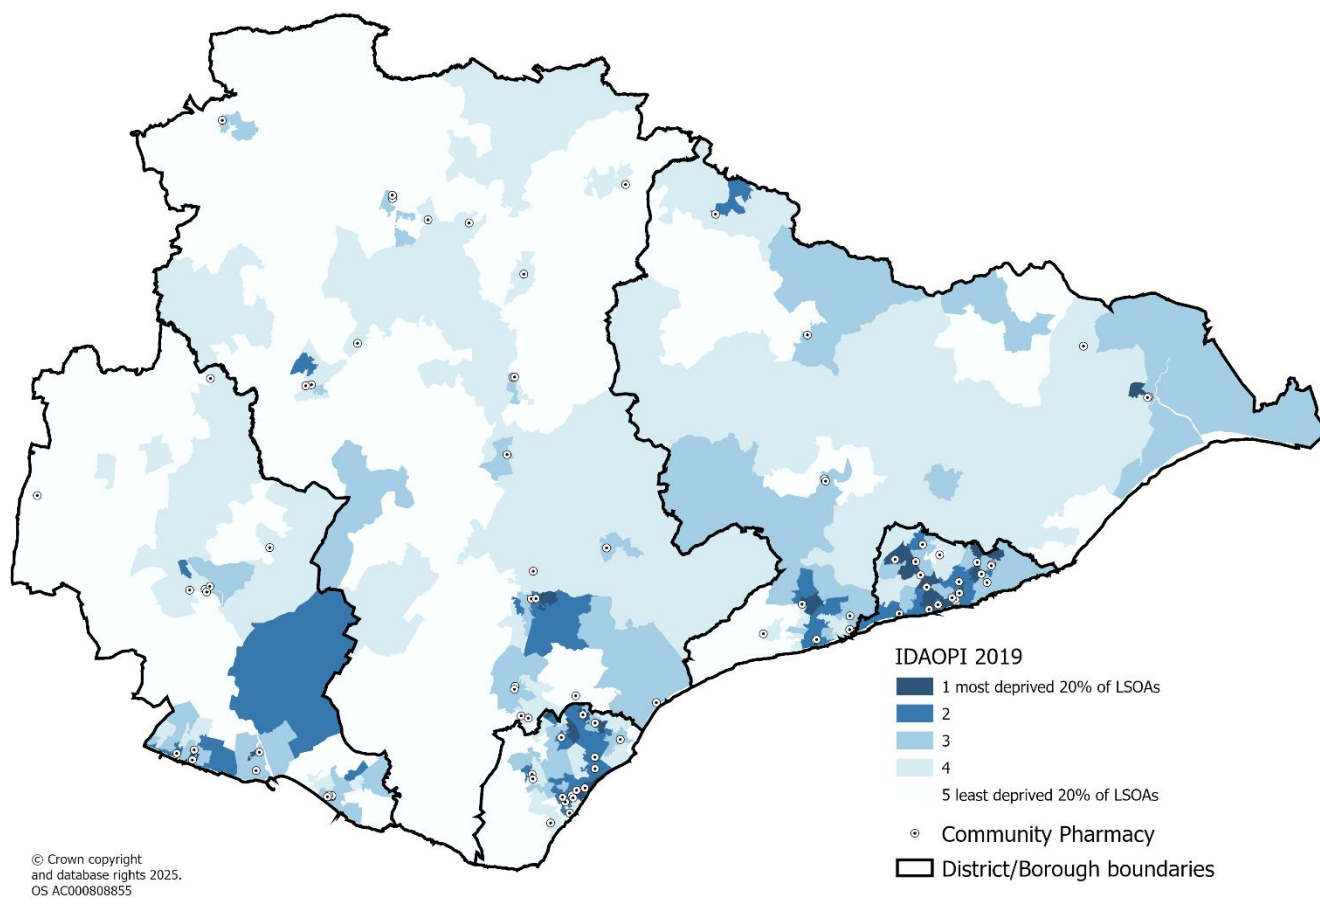 IDAOPI 2019
1 most deprived 20% of LSOAs
2
3
4
5 least deprived 20% of LSOAs
Community Pharmacy
District/Borough boundaries
© Crown copyright
and database rights 2025.
OS AC000808855